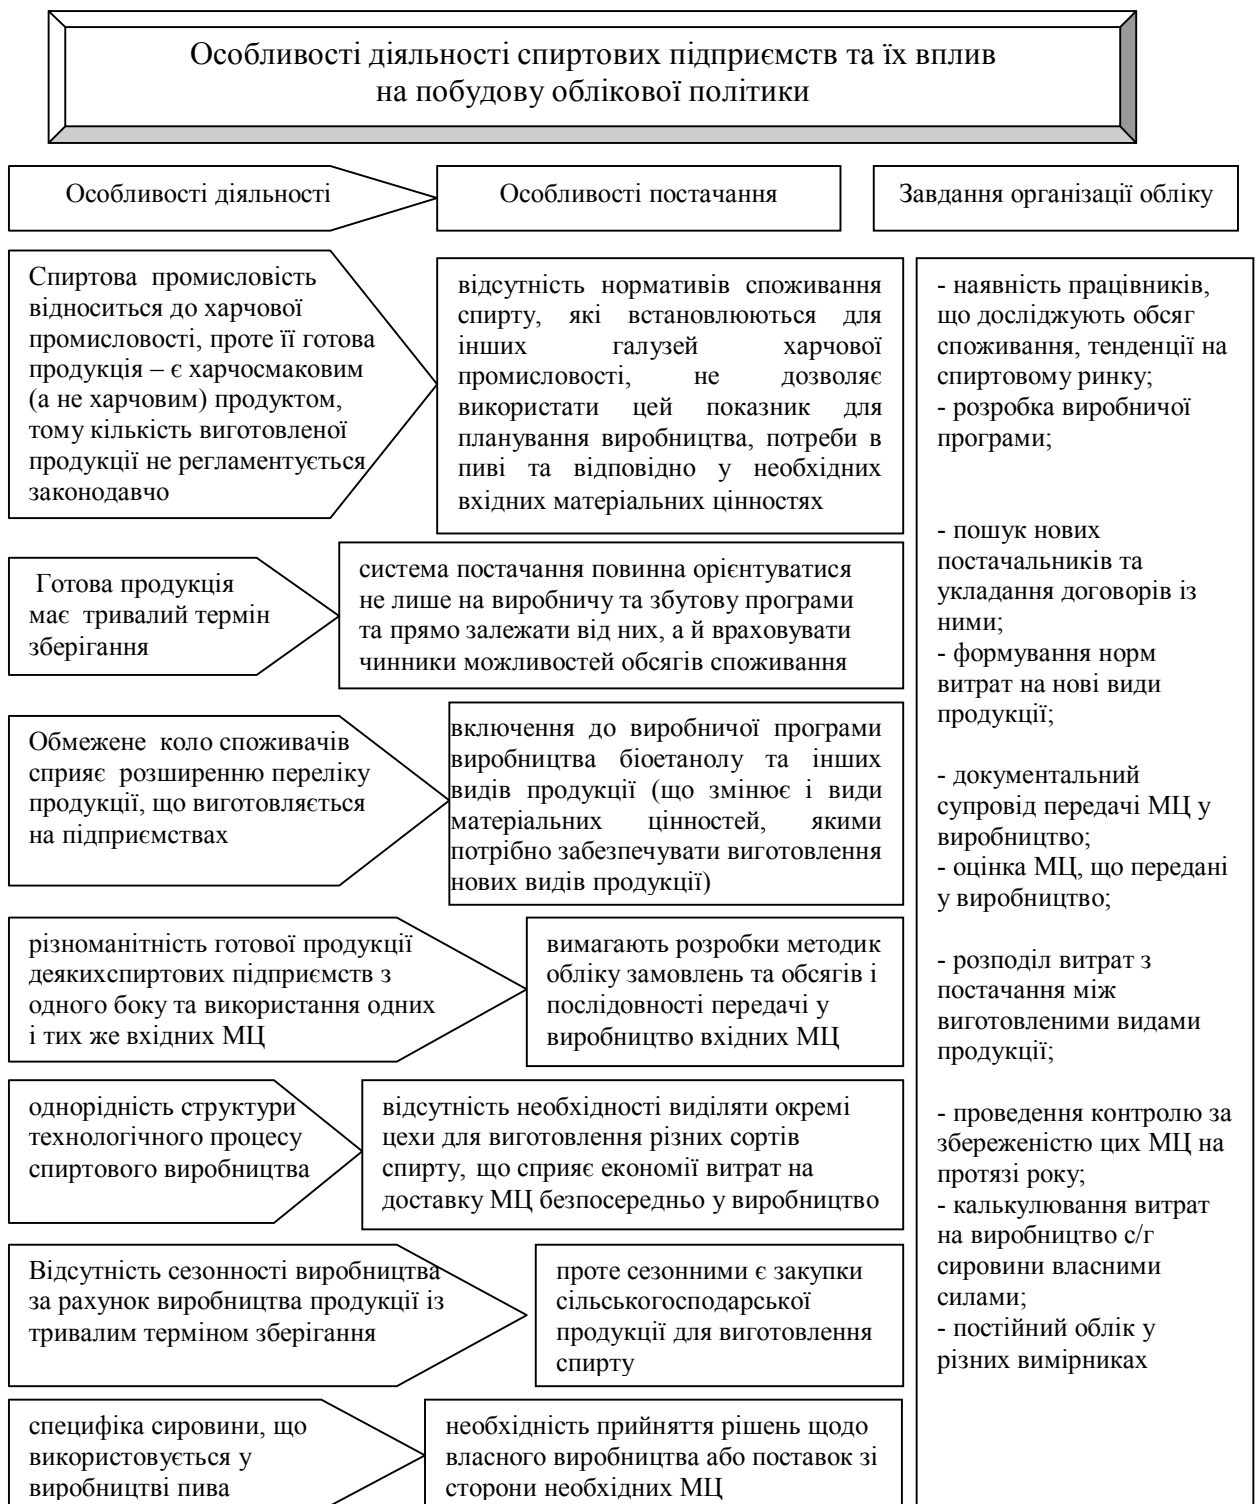 Особливості діяльності спиртових підприємств та їх вплив
на побудову облікової політики
Особливості діяльності
Особливості постачання
Завдання організації обліку
Спиртова промисловість
відноситься до харчової
промисловості, проте її готова
продукція – є харчосмаковим
(а не харчовим) продуктом,
тому кількість виготовленої
продукції не регламентується
законодавчо
відсутність нормативів споживання
спирту, які встановлюються для
інших галузей харчової
промисловості, не дозволяє
використати цей показник для
планування виробництва, потреби в
пиві та відповідно у необхідних
вхідних матеріальних цінностях
Готова продукція
має тривалий термін
зберігання
система постачання повинна орієнтуватися
не лише на виробничу та збутову програми
та прямо залежати від них, а й враховувати
чинники можливостей обсягів споживання
Обмежене коло споживачів
сприяє розширенню переліку
продукції, що виготовляється
на підприємствах
включення до виробничої програми
виробництва біоетанолу та інших
видів продукції (що змінює і види
матеріальних цінностей, якими
потрібно забезпечувати виготовлення
нових видів продукції)
різноманітність готової продукції
деякихспиртових підприємств з
одного боку та використання одних
і тих же вхідних МЦ
вимагають розробки методик
обліку замовлень та обсягів і
послідовності передачі у
виробництво вхідних МЦ
однорідність структури
технологічного процесу
спиртового виробництва
відсутність необхідності виділяти окремі
цехи для виготовлення різних сортів
спирту, що сприяє економії витрат на
доставку МЦ безпосередньо у виробництво
Відсутність сезонності виробництва
за рахунок виробництва продукції із
тривалим терміном зберігання
проте сезонними є закупки
сільськогосподарської
продукції для виготовлення
спирту
специфіка сировини, що
використовується у
виробництві пива
необхідність прийняття рішень щодо
власного виробництва або поставок зі
сторони необхідних МЦ
- наявність працівників,
що досліджують обсяг
споживання, тенденції на
спиртовому ринку;
- розробка виробничої
програми;
- пошук нових
постачальників та
укладання договорів із
ними;
- формування норм
витрат на нові види
продукції;
- документальний
супровід передачі МЦ у
виробництво;
- оцінка МЦ, що передані
у виробництво;
- розподіл витрат з
постачання між
виготовленими видами
продукції;
- проведення контролю за
збереженістю цих МЦ на
протязі року;
- калькулювання витрат
на виробництво с/г
сировини власними
силами;
- постійний облік у
різних вимірниках